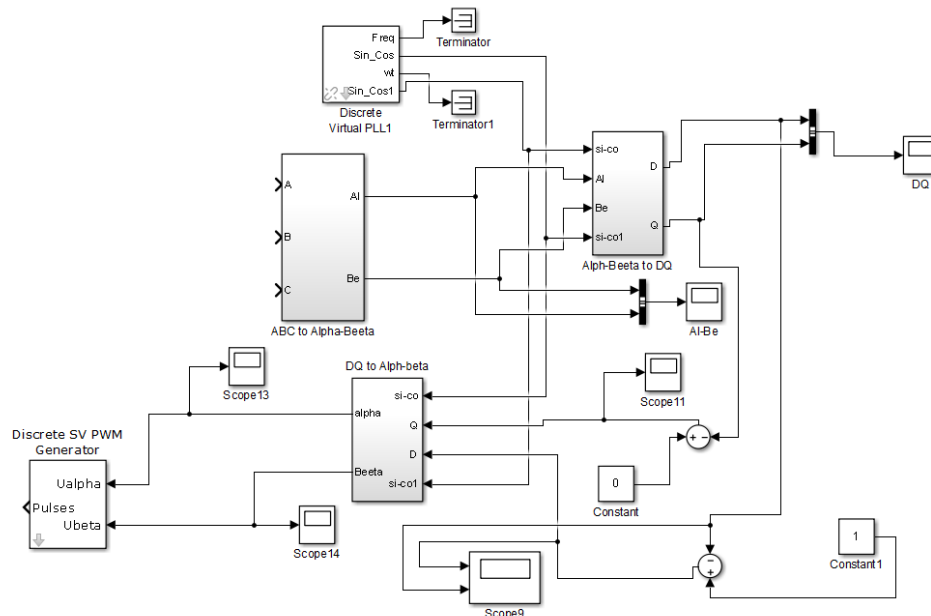 Freq
Sin_Cos
wt
Sin_Cos1
Discrete
Virtual PLL1
Terminator
Terminator1
A
B
C
Al
Be
ABC to Alpha-Beeta
si-co
Al
Be
si-co1
D
Q
Alph-Beeta to DQ
DQ
Al-Be
Scope13
DQ to Alph-beta
si-co
alpha
Q
D
Beeta
si-co1
Scope11
+ −
0
Constant
Discrete SV PWM
Generator
Ualpha
Pulses
Ubeta
Scope14
Scope9
−
+
1
Constant1